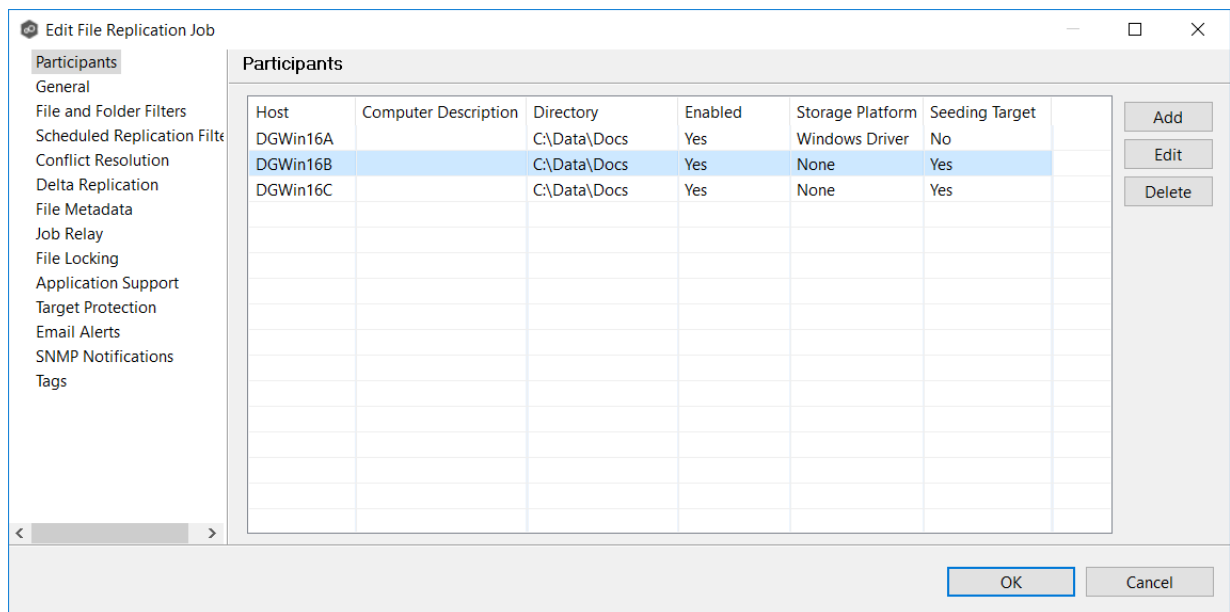 Edit File Replication Job
Participants
General
File and Folder Filters
Scheduled Replication Filte
Conflict Resolution
Delta Replication
File Metadata
Job Relay
File Locking
Application Support
Target Protection
Email Alerts
SNMP Notifications
Tags
Participants
Host Computer Description Directory Enabled Storage Platform Seeding Target
DGWin16A C:\Data\Docs Yes Windows Driver No
DGWin16B C:\Data\Docs Yes None Yes
DGWin16C C:\Data\Docs Yes None Yes
Add
Edit
Delete
OK Cancel